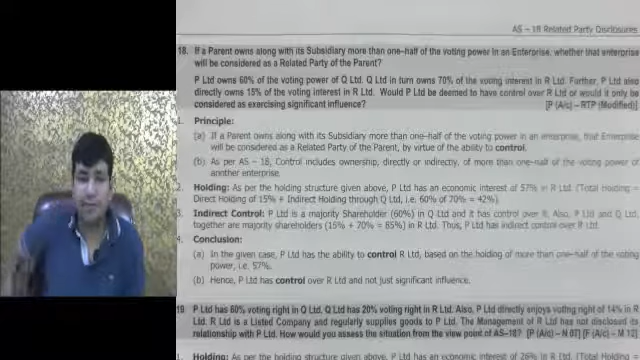 AS - 18 Related Party Disclosures
18. If a Parent owns along with its Subsidiary more than one-half of the voting power in an Enterprise, whether that enterprise
will be considered as a Related Party of the Parent?
P Ltd owns 60% of the voting power of Q Ltd. Q Ltd in turn owns 70% of the voting interest in R Ltd. Further, P Ltd also
directly owns 15% of the voting interest in R Ltd. Would P Ltd be deemed to have control over R Ltd or would it only be
considered as exercising significant influence? [P (A/c) - RTP (Modified)]
1. Principle:
(a) If a Parent owns along with its Subsidiary more than one-half of the voting power in an enterprise, that Enterprise
will be considered as a Related Party of the Parent, by virtue of the ability to control.
(b) As per AS - 18, Control includes ownership, directly or indirectly, of more than one-half of the voting power of
another enterprise.
2. Holding: As per the holding structure given above, P Ltd has an economic interest of 57% in R Ltd. (Total Holding =
Direct Holding of 15% + Indirect Holding through Q Ltd, i.e. 60% of 70% = 42%).
3. Indirect Control: P Ltd is a majority Shareholder (60%) in Q Ltd and it has control over it. Also, P Ltd and Q Ltd
together are majority shareholders (15% + 70% = 85%) in R Ltd. Thus, P Ltd has indirect control over R Ltd.
4. Conclusion:
(a) In the given case, P Ltd has the ability to control R Ltd, based on the holding of more than one-half of the voting
power, i.e. 57%.
(b) Hence, P Ltd has control over R Ltd and not just significant influence.
19. P Ltd has 60% voting right in Q Ltd. Q Ltd has 20% voting right in R Ltd. Also, P Ltd directly enjoys voting right of 14% in
R Ltd. R Ltd is a Listed Company and regularly supplies goods to P Ltd. The Management of R Ltd has not disclosed its
relationship with P Ltd. How would you assess the situation from the view point of AS-18? [P (A/c) - N 07] [F (A/c) - M 12]
1. Holding: As per the holding structure given above, P Ltd has an economic interest of 26% in R Ltd. (Total Holding